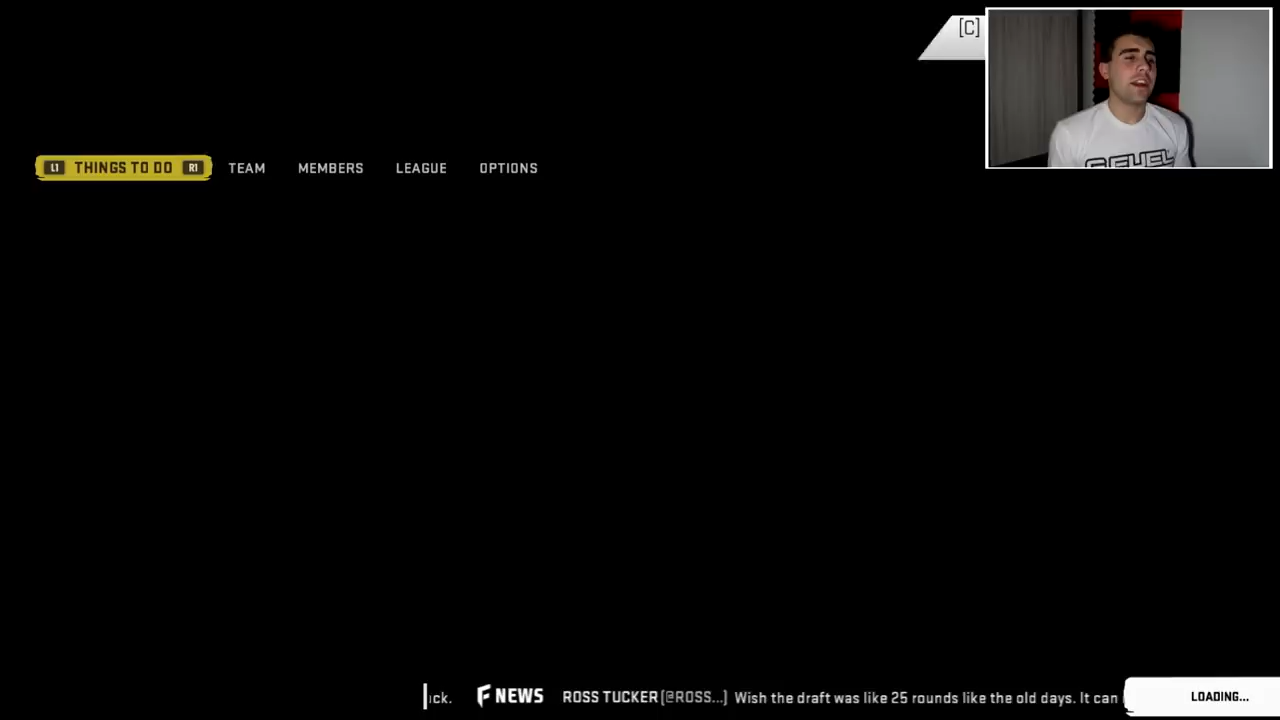 [C]
L1 THINGS TO DO R1 TEAM MEMBERS LEAGUE OPTIONS
ick. NEWS ROSS TUCKER (@ROSS...) Wish the draft was like 25 rounds like the old days. It can LOADING...